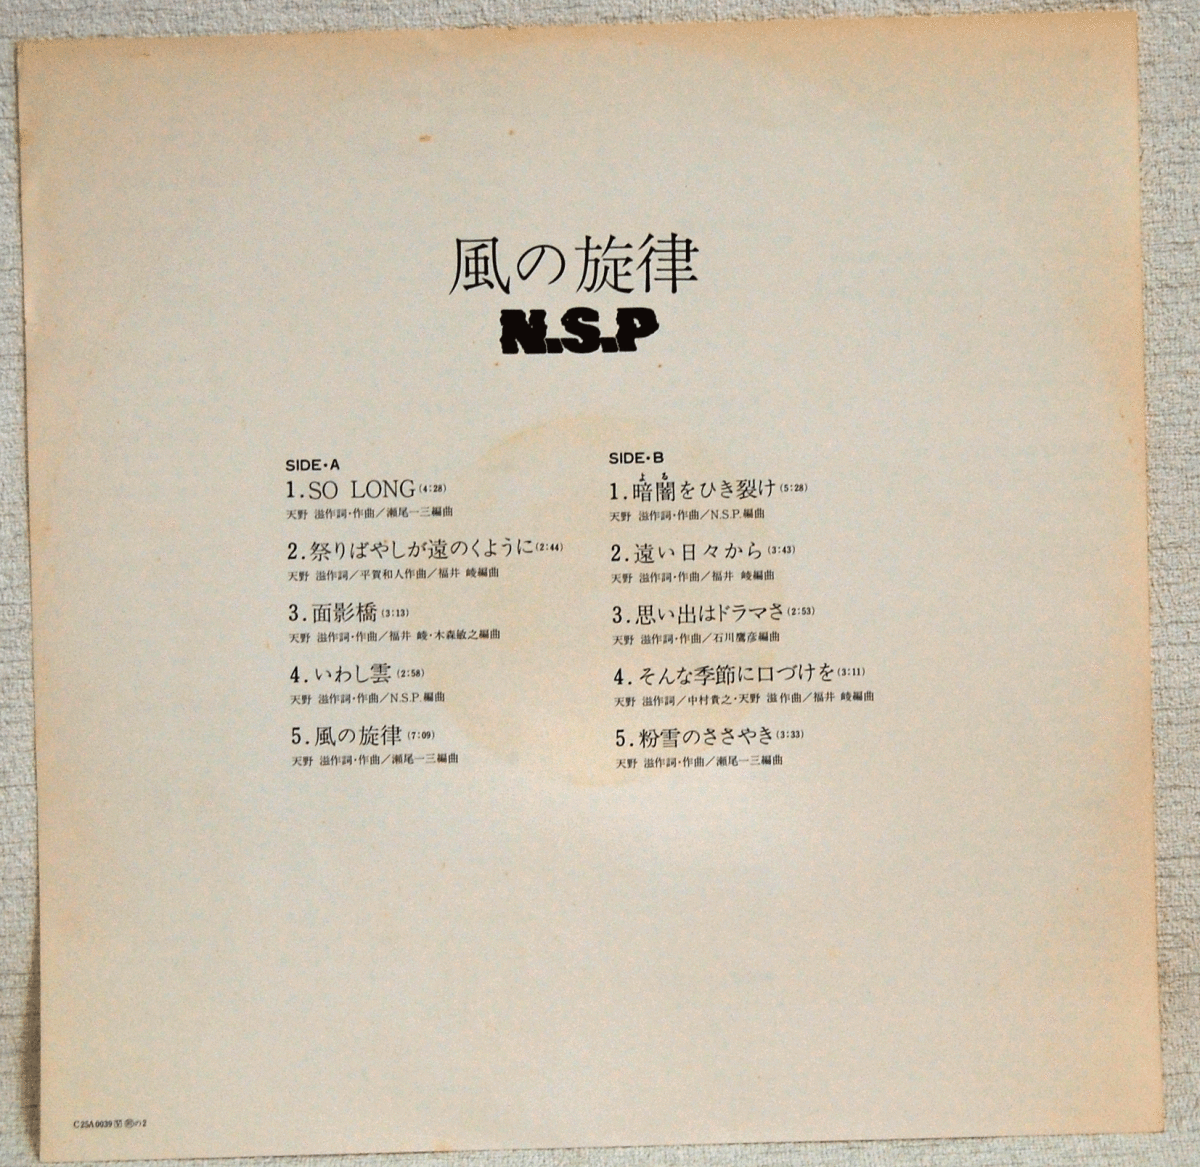 風の旋律
N.S.P
SIDE・A
1.SO LONG(4:28)
天野 滋作詞・作曲/瀬尾一三編曲
2.祭りばやしが遠のくように(2:44)
天野 滋作詞/平賀和人作曲/福井 崚編曲
3.面影橋(3:13)
天野 滋作詞・作曲/福井 崚・木森敏之編曲
4.いわし雲(2:58)
天野 滋作詞・作曲/N.S.P.編曲
5.風の旋律(7:09)
天野 滋作詞・作曲/瀬尾一三編曲
SIDE・B
よる
1.暗闇をひき裂け(5:28)
天野 滋作詞・作曲/N.S.P.編曲
2.遠い日々から(3:43)
天野 滋作詞・作曲/福井 崚編曲
3.思い出はドラマさ(2:53)
天野 滋作詞・作曲/石川鷹彦編曲
4.そんな季節に口づけを(3:11)
天野 滋作詞/中村貴之・天野 滋作曲/福井 崚編曲
5.粉雪のささやき(3:33)
天野 滋作詞・作曲/瀬尾一三編曲
C25A0039 の2